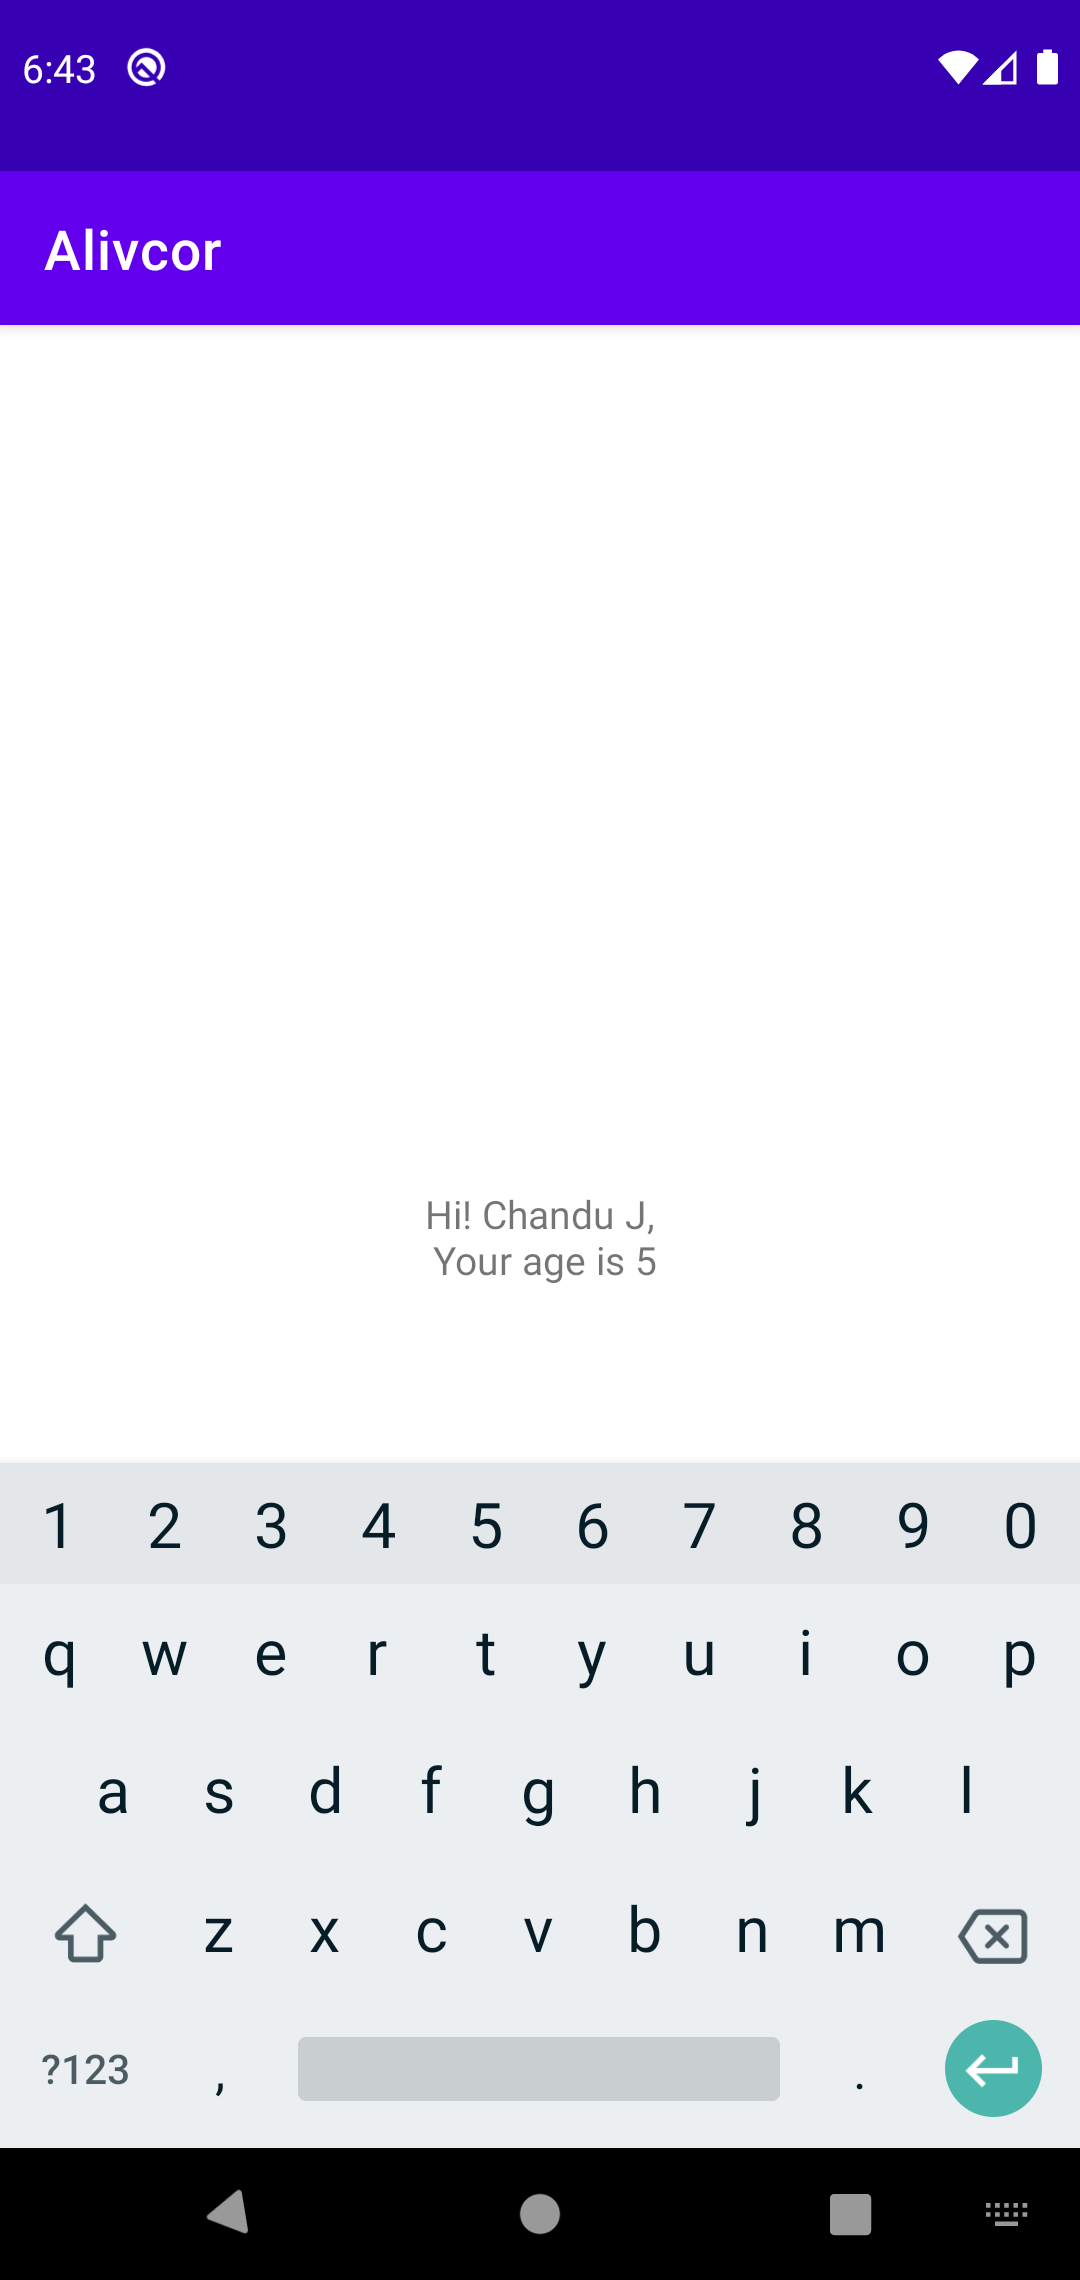 6:43
Alivcor
Hi! Chandu J,
Your age is 5
1 2 3 4 5 6 7 8 9 0
q w e r t y u i o p
a s d f g h j k l
z x c v b n m
?123 , .